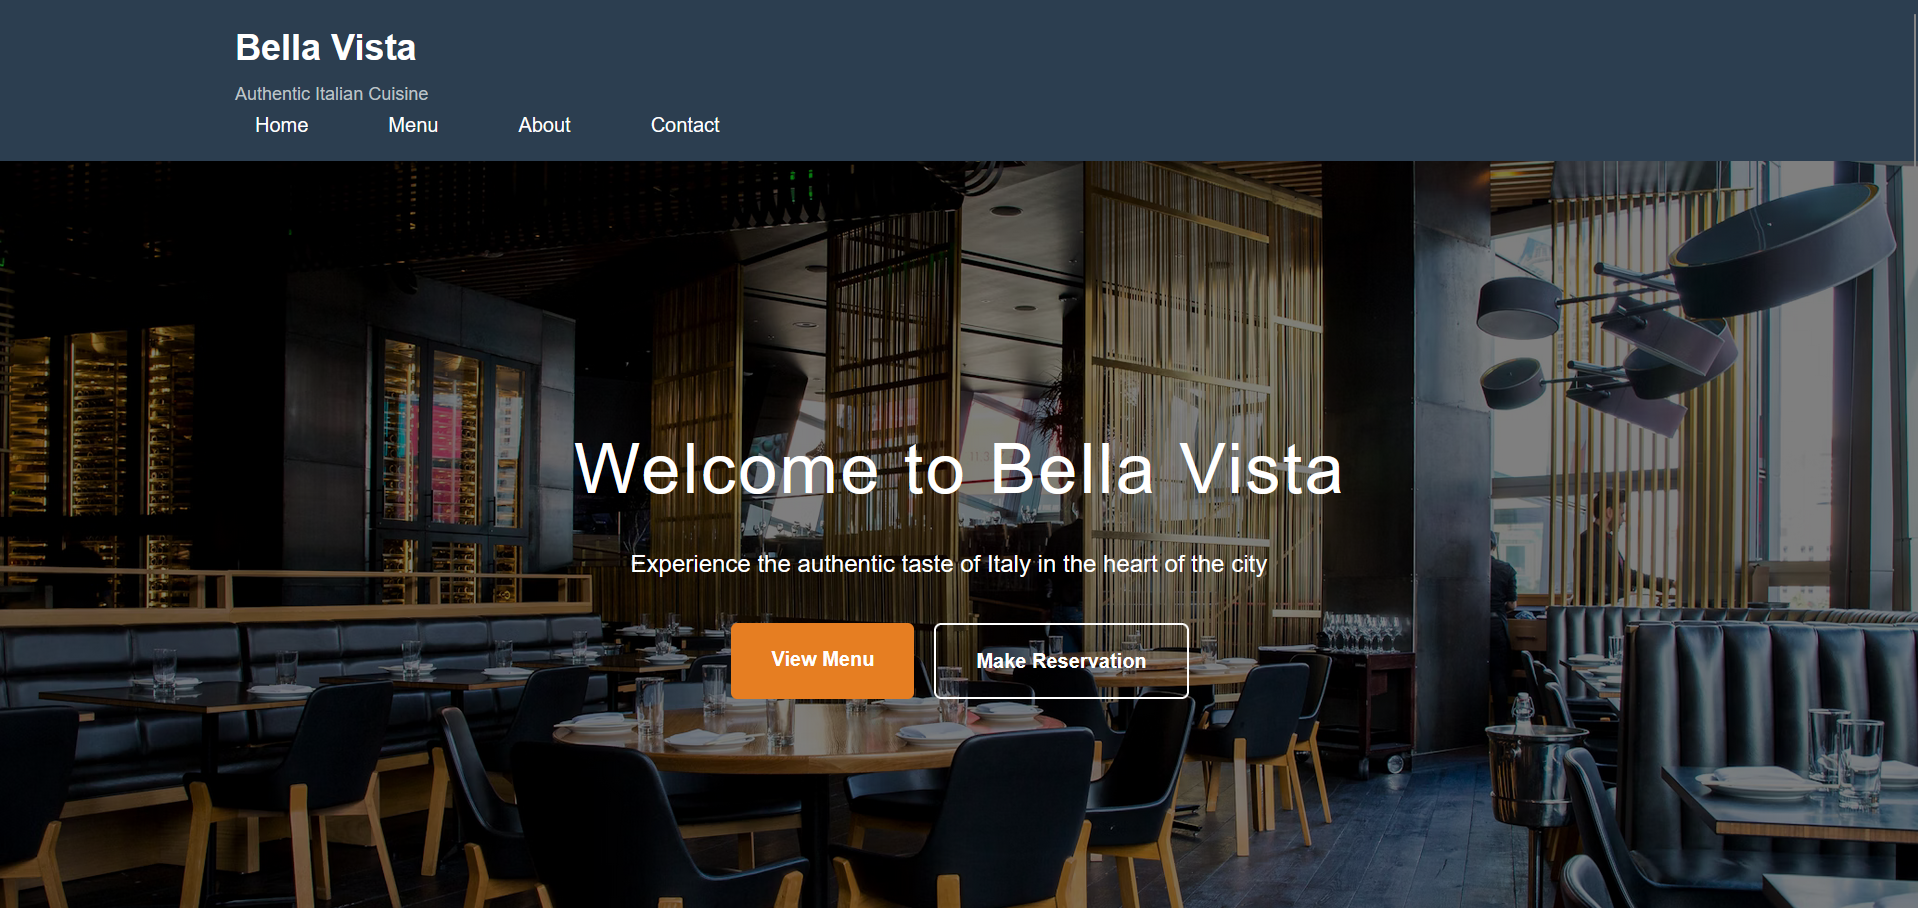 Bella Vista
Authentic Italian Cuisine
Home Menu About Contact
Welcome to Bella Vista
Experience the authentic taste of Italy in the heart of the city
View Menu Make Reservation